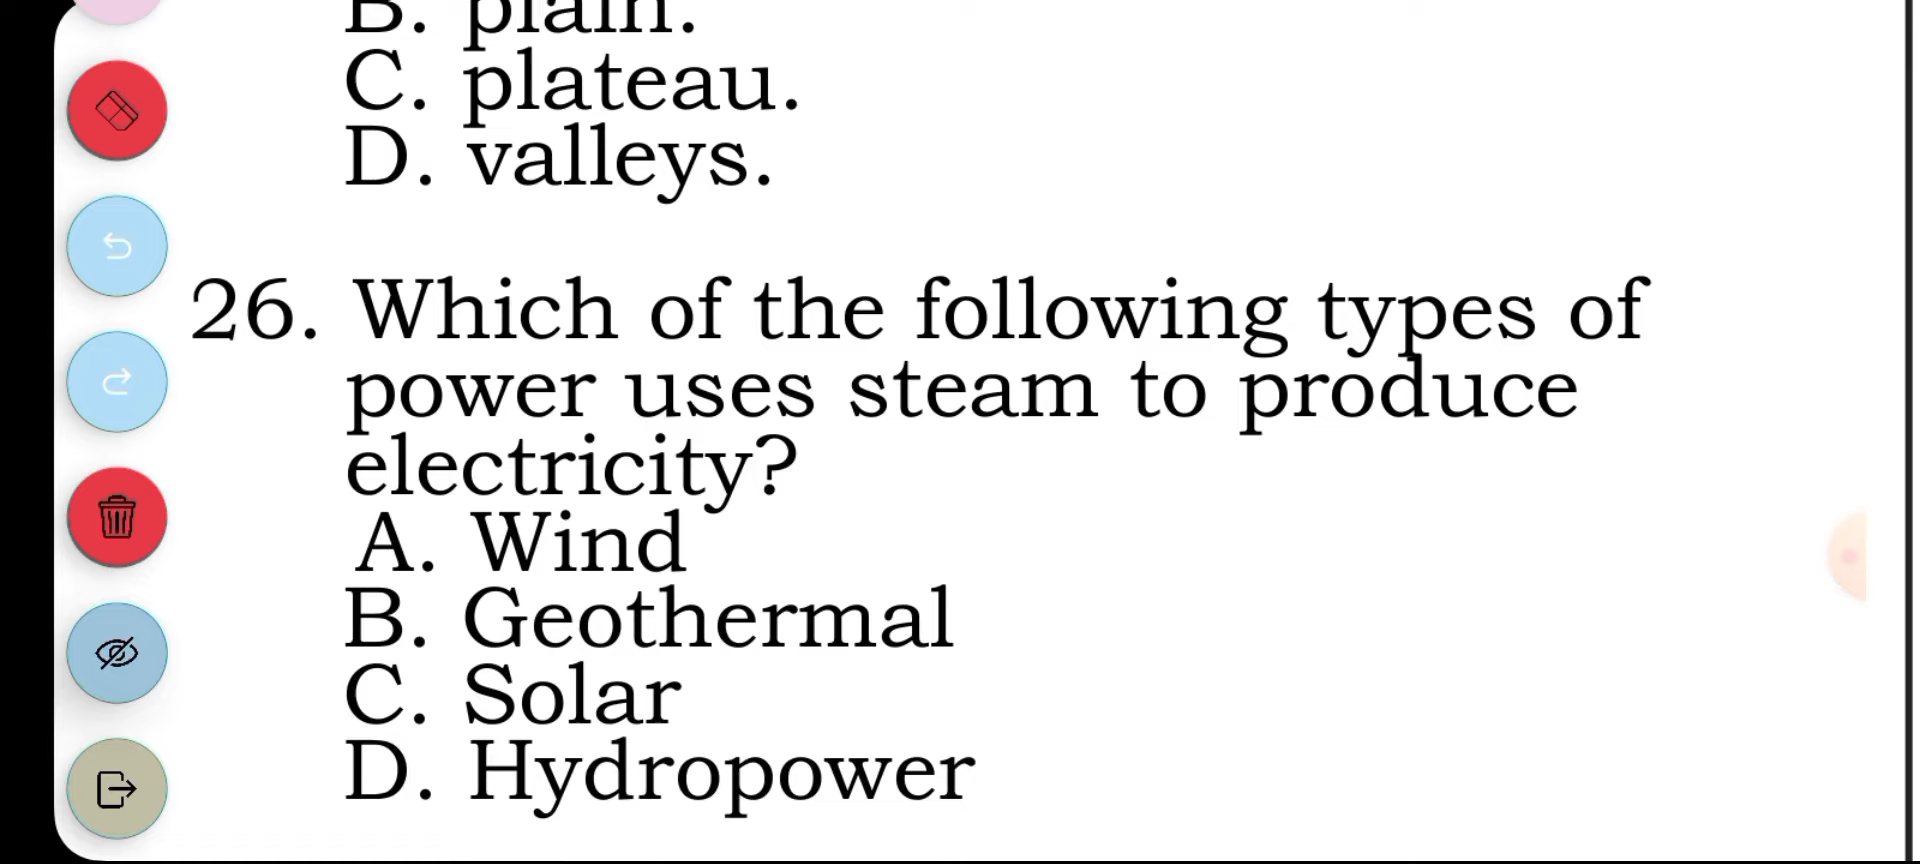 B. plain.
C. plateau.
D. valleys.
26. Which of the following types of
power uses steam to produce
electricity?
A. Wind
B. Geothermal
C. Solar
D. Hydropower